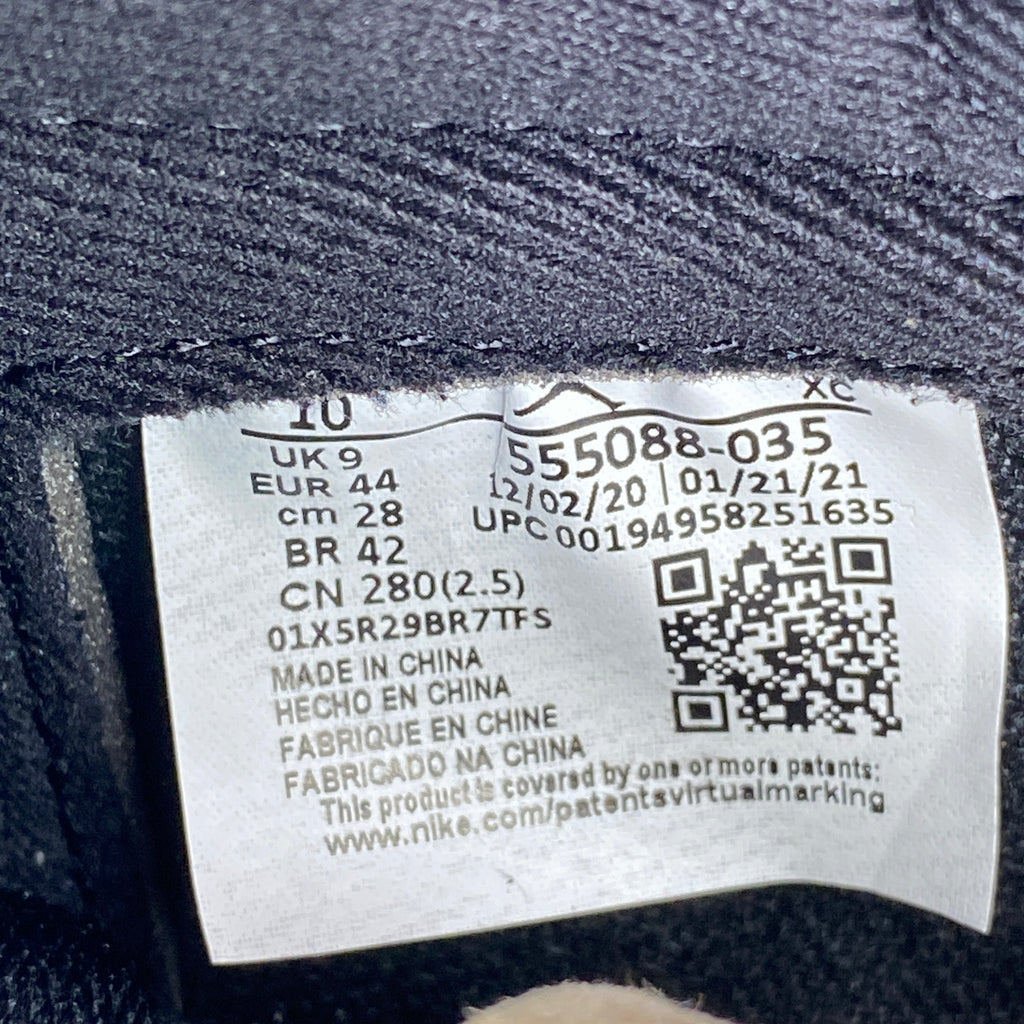 10
XC
UK 9
EUR 44
cm 28
BR 42
CN 280(2.5)
01X5R29BR7TFS
555088-035
12/02/20 | 01/21/21
UPC 00194958251635
MADE IN CHINA
HECHO EN CHINA
FABRIQUE EN CHINE
FABRICADO NA CHINA
This product is covered by one or more patents:
www.nike.com/patentsvirtualmarking